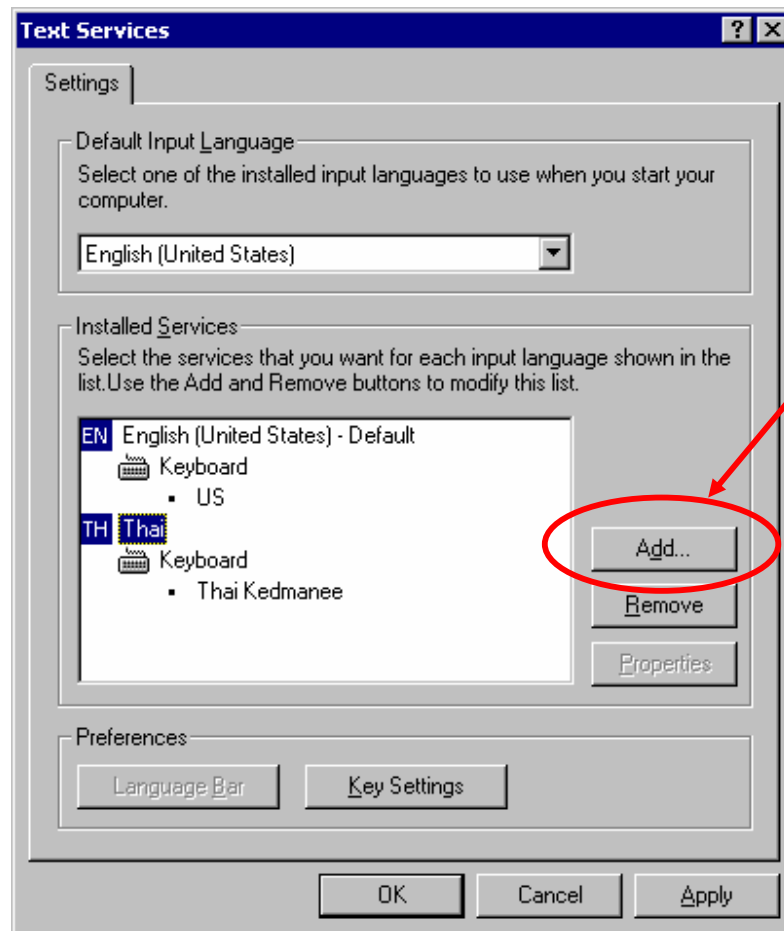 Text Services
Settings
Default Input Language
Select one of the installed input languages to use when you start your
computer.
English (United States)
Installed Services
Select the services that you want for each input language shown in the
list.Use the Add and Remove buttons to modify this list.
EN English (United States) - Default
Keyboard
US
TH Thai
Keyboard
Thai Kedmanee
Add...
Remove
Properties
Preferences
Language Bar Key Settings
OK Cancel Apply